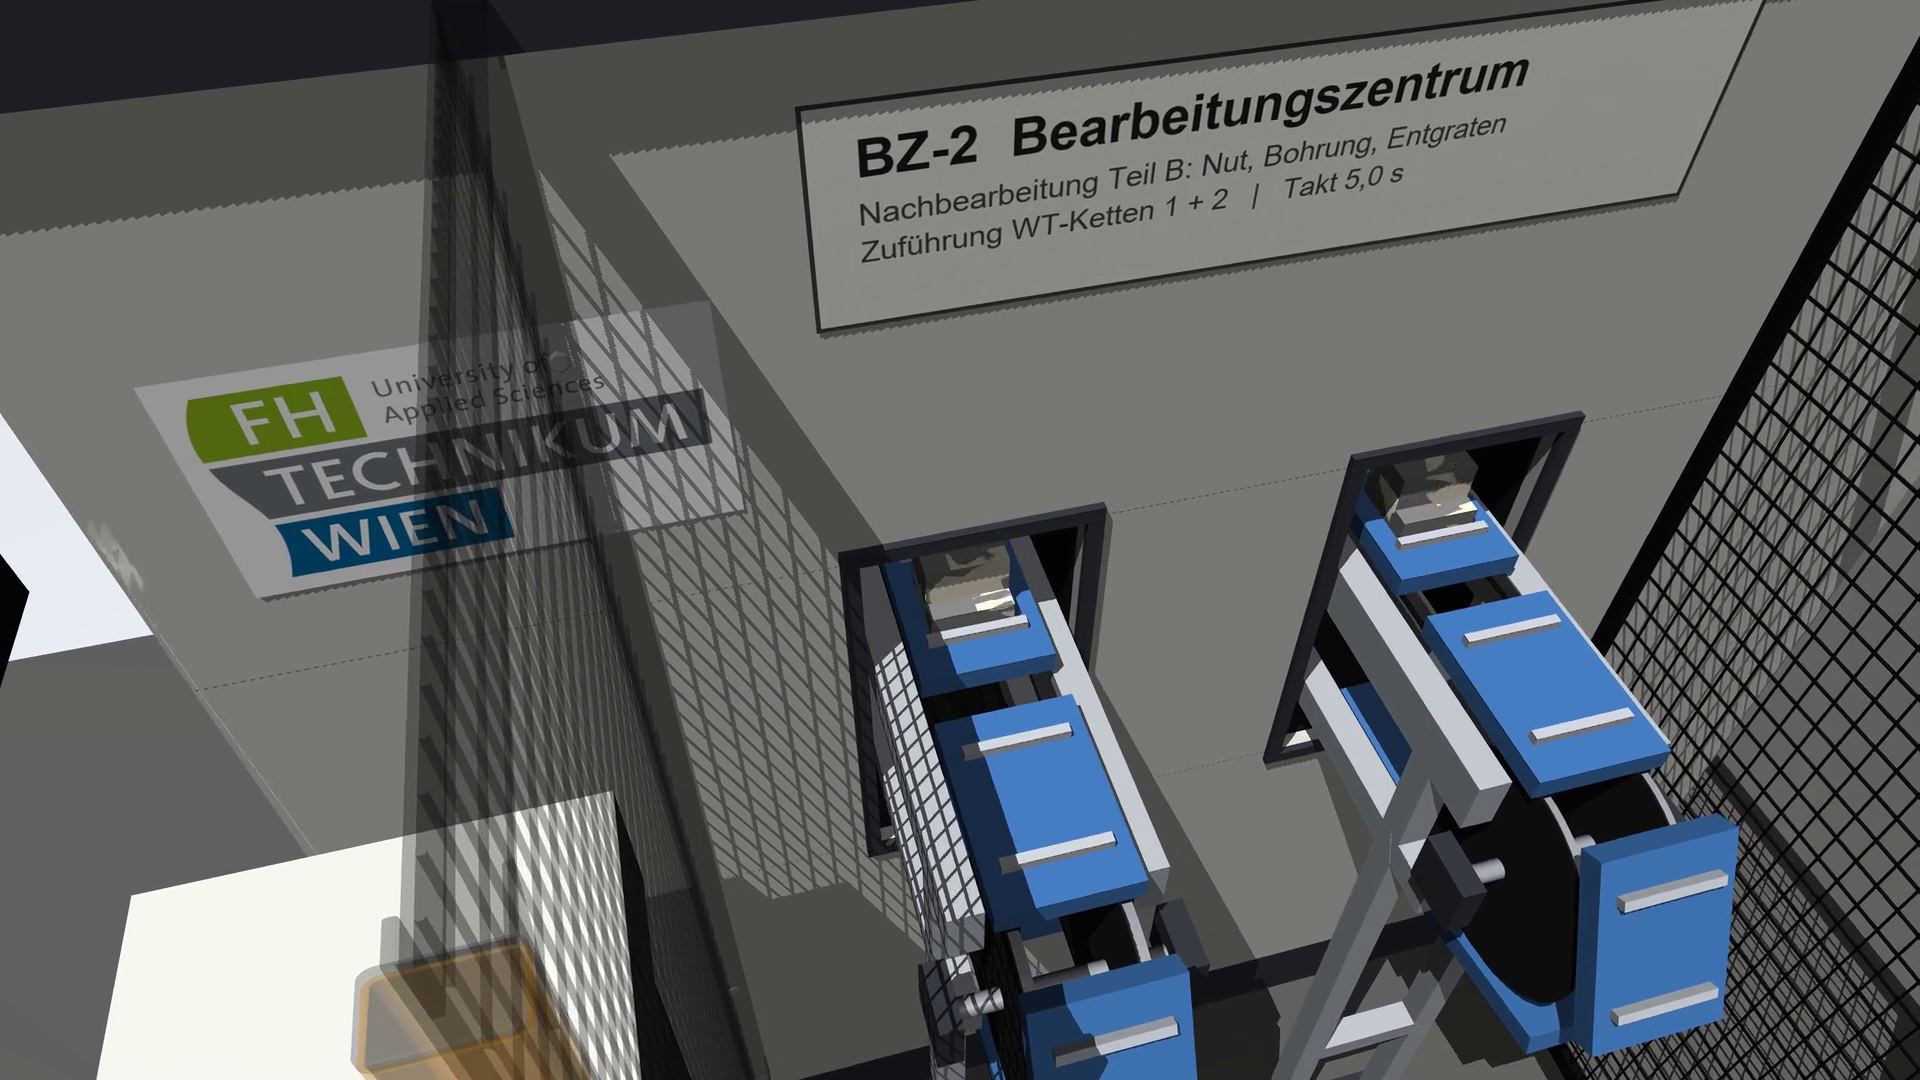 BZ-2 Bearbeitungszentrum
Nachbearbeitung Teil B: Nut, Bohrung, Entgraten
Zuführung WT-Ketten 1 + 2 | Takt 5,0 s
FH University of
Applied Sciences
TECHNIKUM
WIEN